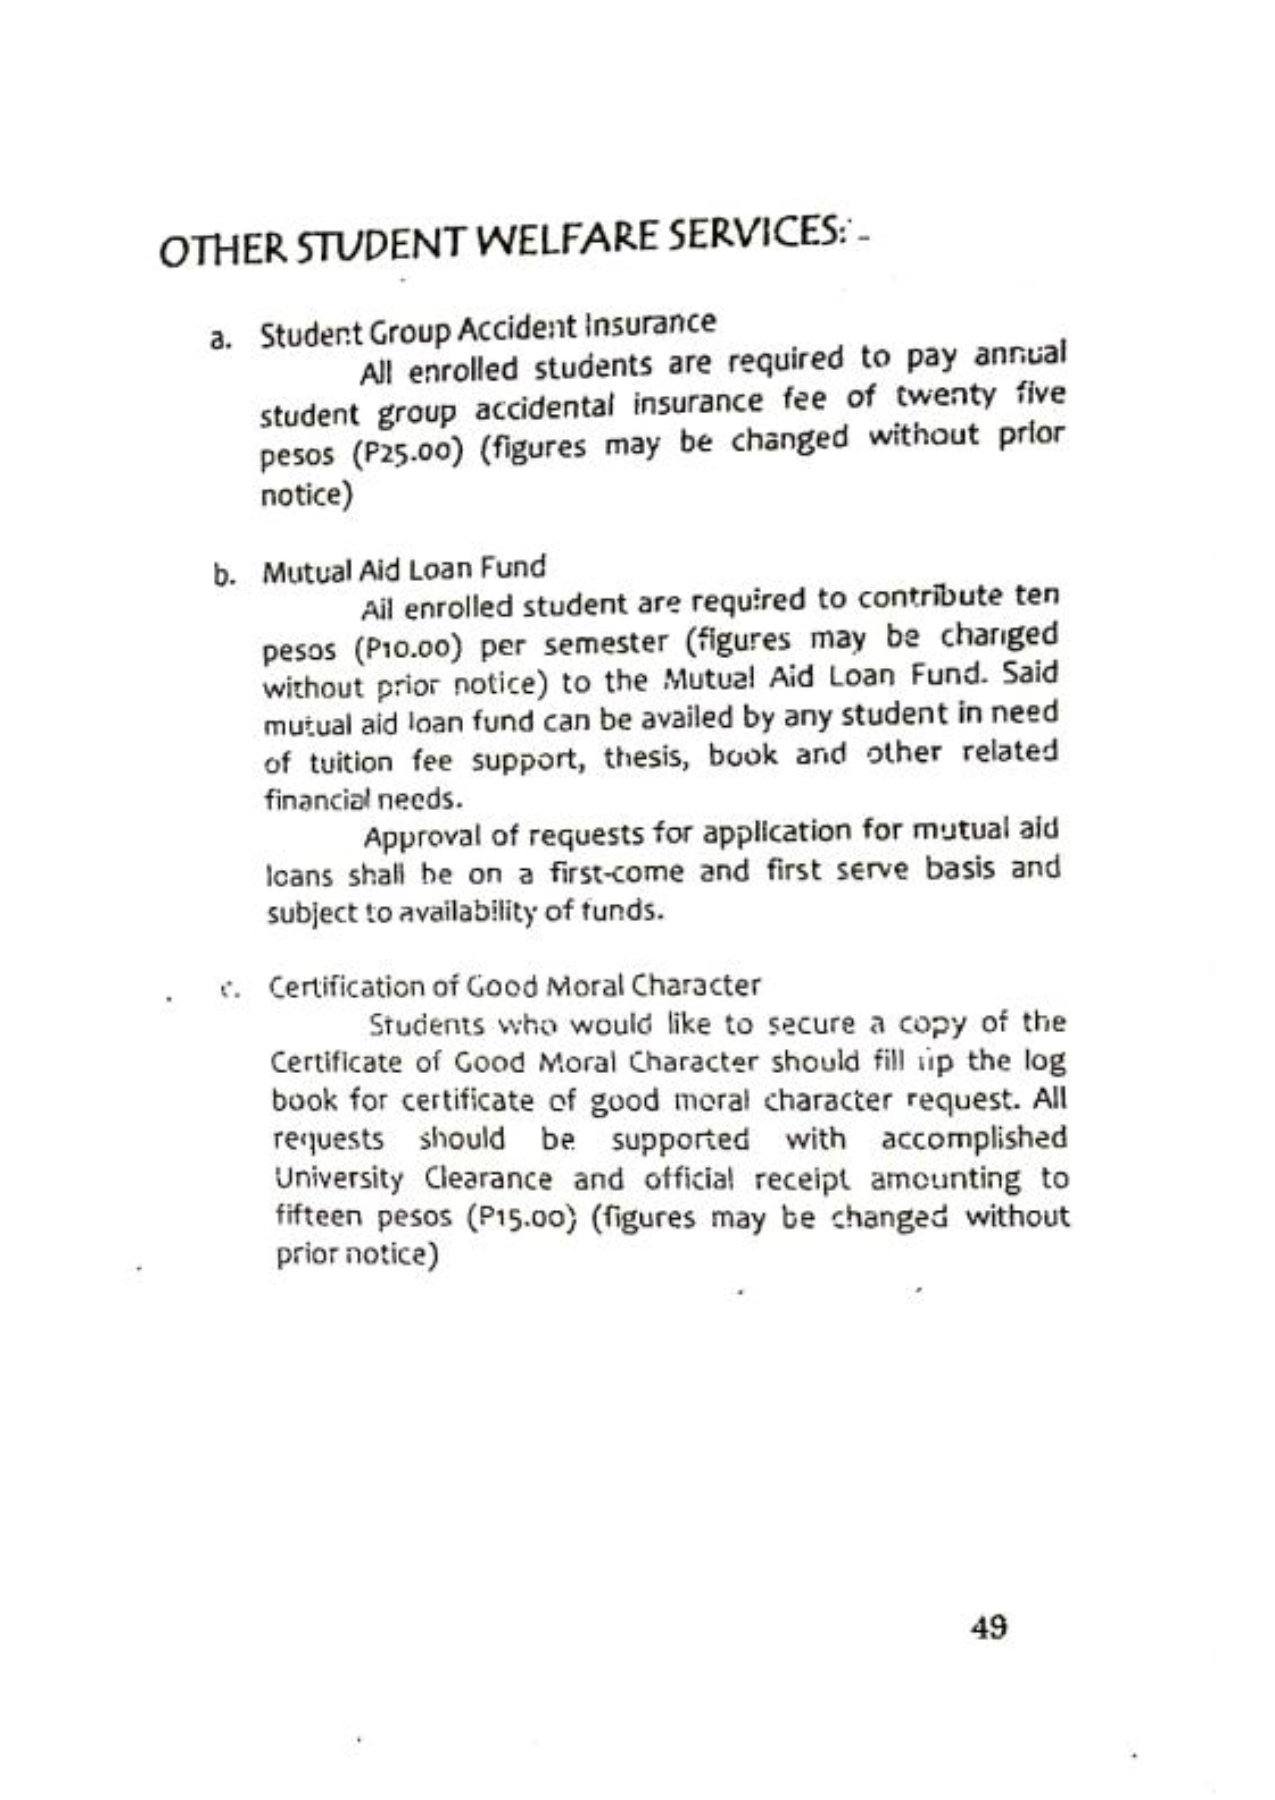 OTHER STUDENT WELFARE SERVICES:
a. Student Group Accident Insurance
All enrolled students are required to pay annual
student group accidental insurance fee of twenty five
pesos (P25.00) (figures may be changed without prior
notice)
b. Mutual Aid Loan Fund
All enrolled student are required to contribute ten
pesos (P10.00) per semester (figures may be changed
without prior notice) to the Mutual Aid Loan Fund. Said
mutual aid loan fund can be availed by any student in need
of tuition fee support, thesis, book and other related
financial needs.
Approval of requests for application for mutual aid
loans shall be on a first-come and first serve basis and
subject to availability of funds.
c. Certification of Good Moral Character
Students who would like to secure a copy of the
Certificate of Good Moral Character should fill up the log
book for certificate of good moral character request. All
requests should be supported with accomplished
University Clearance and official receipt amounting to
fifteen pesos (P15.00) (figures may be changed without
prior notice)
49